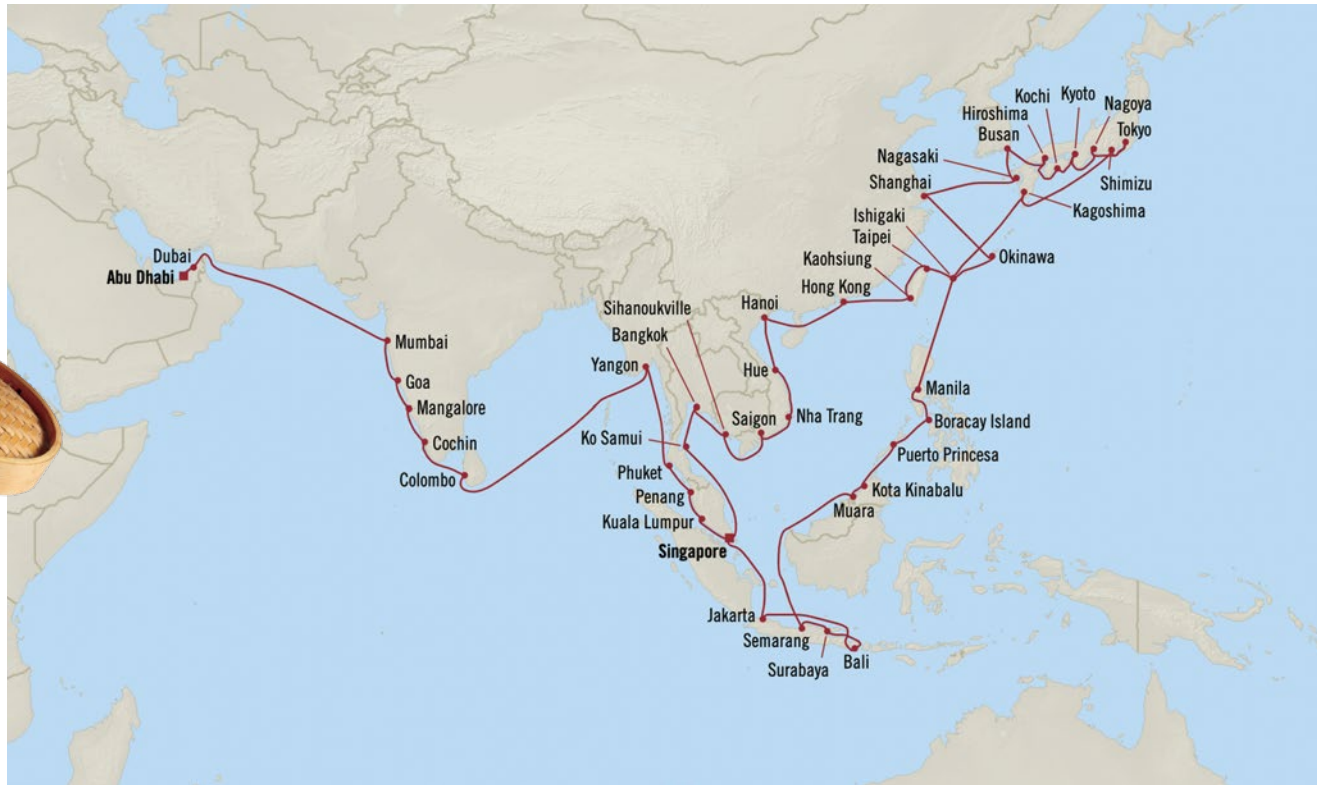 Kochi
Kyoto
Nagoya
Hiroshima
Busan
Tokyo
Nagasaki
Shanghai
Shimizu
Ishigaki
Kagoshima
Taipei
Dubai
Kaohsiung
Okinawa
Abu Dhabi
Hong Kong
Sihanoukville
Hanoi
Bangkok
Mumbai
Yangon
Hue
Goa
Manila
Mangalore
Saigon
Nha Trang
Boracay Island
Cochin
Ko Samui
Puerto Princesa
Colombo
Phuket
Kota Kinabalu
Penang
Muara
Kuala Lumpur
Singapore
Jakarta
Semarang
Surabaya
Bali